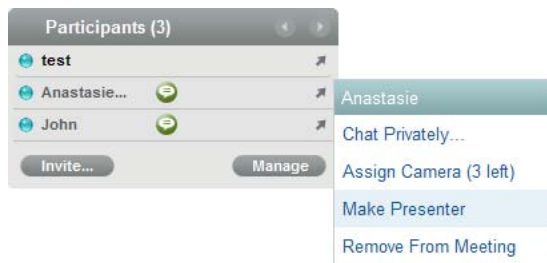 Participants (3)
test
Anastasie...
John
Invite...
Manage
Anastasie
Chat Privately...
Assign Camera (3 left)
Make Presenter
Remove From Meeting